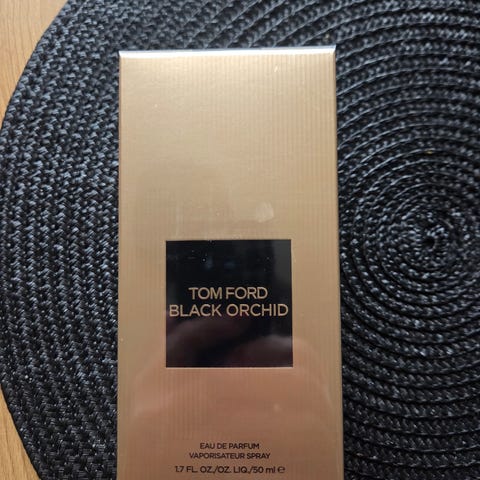 TOM FORD
BLACK ORCHID
EAU DE PARFUM
VAPORISATEUR SPRAY
1.7 FL. OZ./OZ. LIQ./50 ml ℮